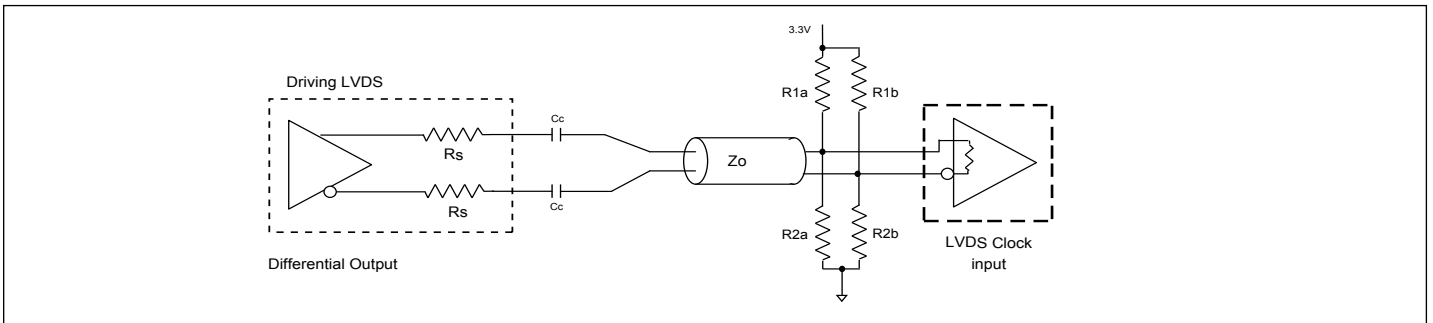 3.3V
Driving LVDS
R1a
R1b
Cc
Rs
Zo
Rs
Cc
R2a
R2b
LVDS Clock
input
Differential Output